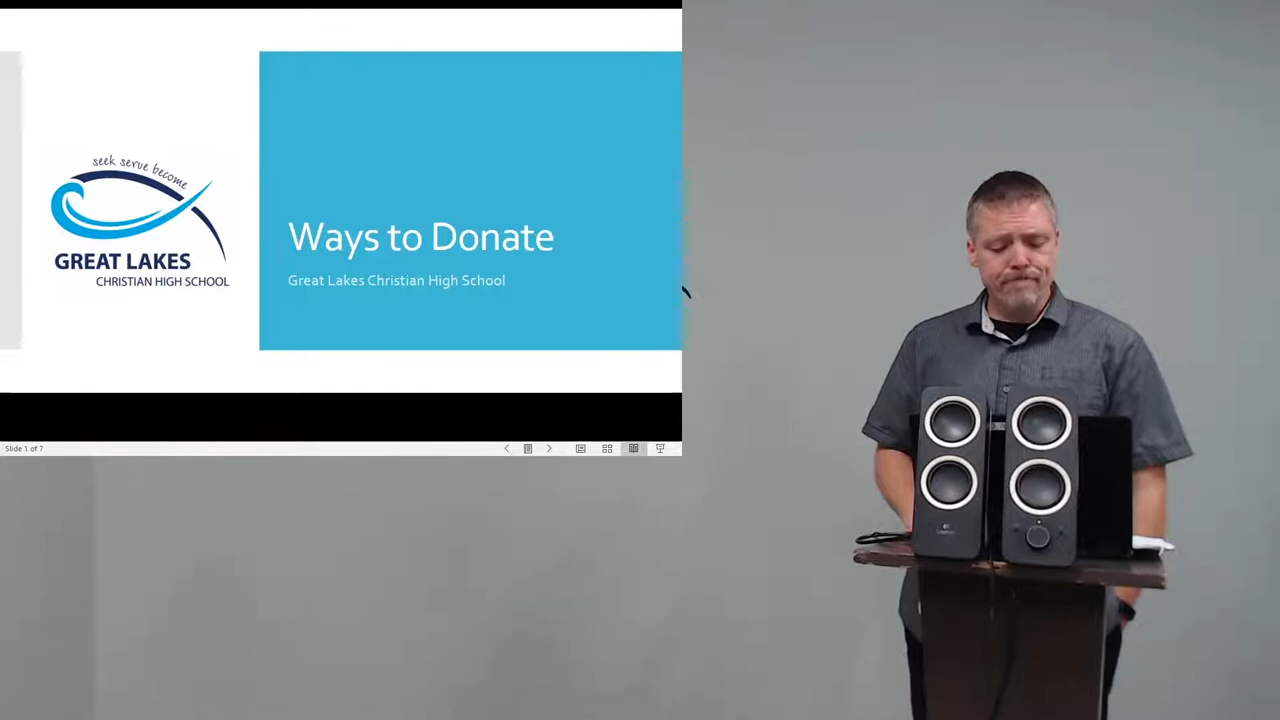 seek serve become
GREAT LAKES
CHRISTIAN HIGH SCHOOL
Ways to Donate
Great Lakes Christian High School
Slide 1 of 7